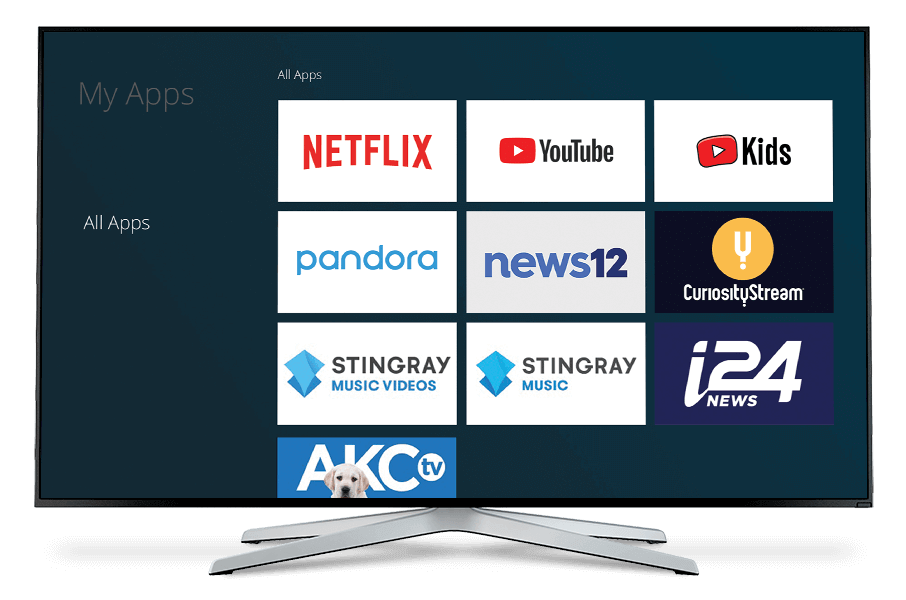 My Apps
All Apps
All Apps
NETFLIX
YouTube
Kids
pandora
news12
CuriosityStream
STINGRAY
MUSIC VIDEOS
STINGRAY
MUSIC
i24
NEWS
AKC tv